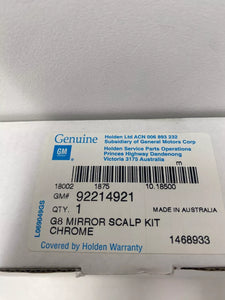 Genuine
GM
Holden Ltd ACN 006 893 232
Subsidiary of General Motors Corp
Holden Service Parts Operations
Princes Highway Dandenong
Victoria 3175 Australia
m
18002 1875 10.18500
GM# 92214921
QTY. 1
MADE IN AUSTRALIA
G8 MIRROR SCALP KIT
CHROME
1468933
Covered by Holden Warranty
L069049GS